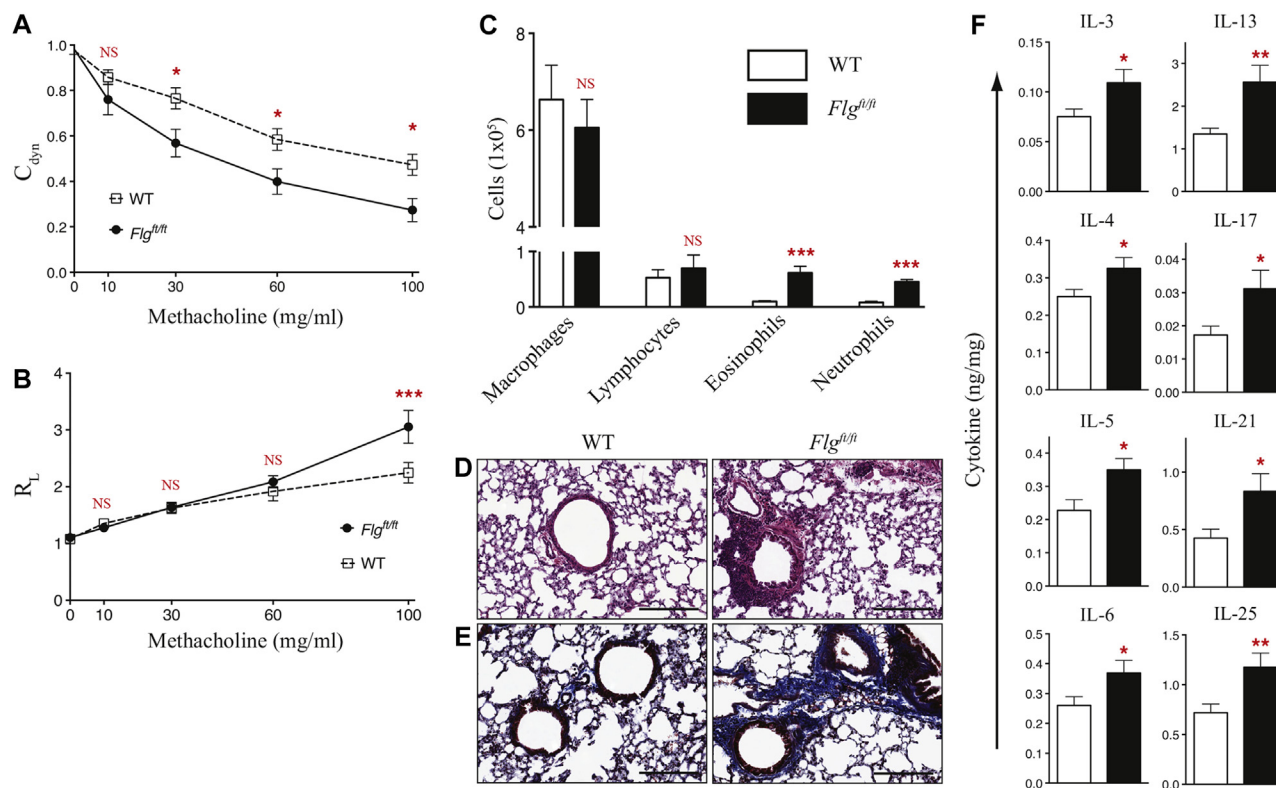 A
1.0
0.8
0.6
0.4
0.2
0.0
C_dyn
NS
*
*
*
WT
Flg^ft/ft
0 10 30 60 100
Methacholine (mg/ml)
B
4
3
2
1
0
R_L
NS
NS
NS
***
Flg^ft/ft
WT
0 10 30 60 100
Methacholine (mg/ml)
C
8
6
4
1
0
Cells (1x0⁵)
NS
NS
***
***
WT
Flg^ft/ft
Macrophages
Lymphocytes
Eosinophils
Neutrophils
WT Flg^ft/ft
D
E
F
Cytokine (ng/mg)
IL-3
0.15
0.10
0.05
0.00
*
IL-13
3
2
1
0
**
IL-4
0.4
0.3
0.2
0.1
0.0
*
IL-17
0.04
0.03
0.02
0.01
0.00
*
IL-5
0.4
0.3
0.2
0.1
0.0
*
IL-21
1.0
0.5
0.0
*
IL-6
0.5
0.4
0.3
0.2
0.1
0.0
*
IL-25
1.5
1.0
0.5
0.0
**